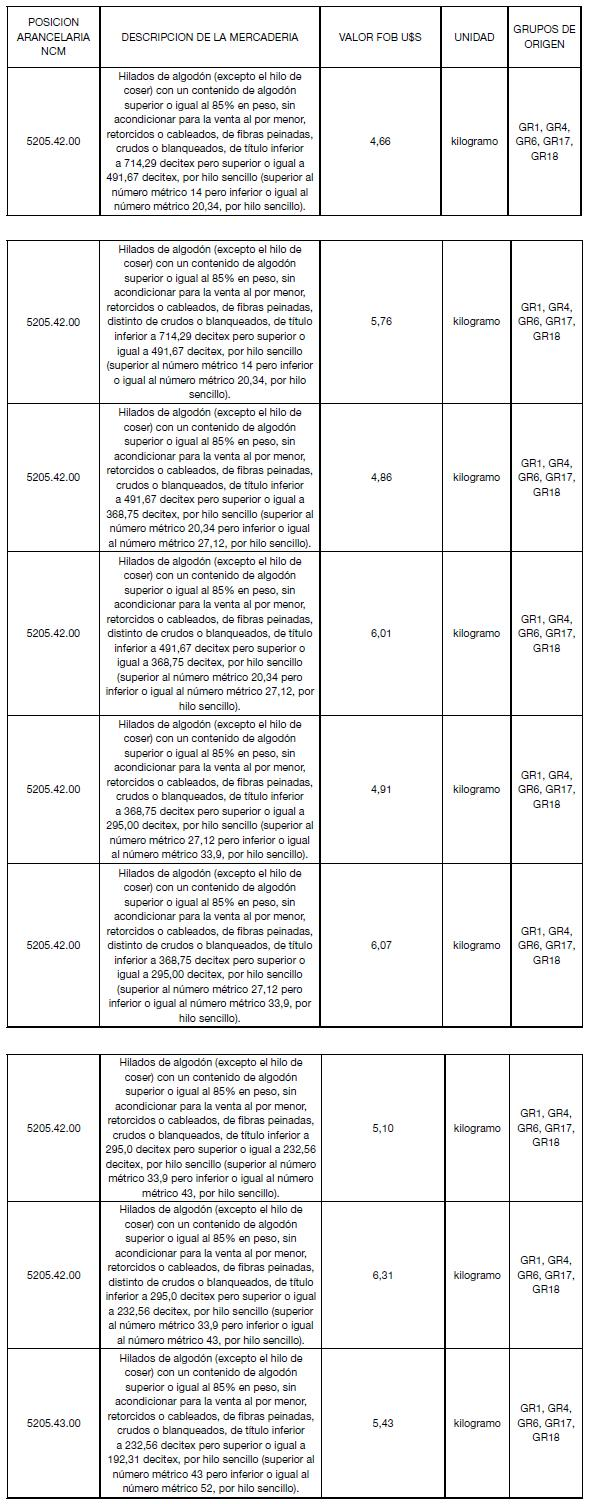 POSICION
ARANCELARIA
NCM
DESCRIPCION DE LA MERCADERIA
VALOR FOB U$S
UNIDAD
GRUPOS DE
ORIGEN
5205.42.00
Hilados de algodón (excepto el hilo de
coser) con un contenido de algodón
superior o igual al 85% en peso, sin
acondicionar para la venta al por menor,
retorcidos o cableados, de fibras peinadas,
crudos o blanqueados, de título inferior
a 714,29 decitex pero superior o igual a
491,67 decitex, por hilo sencillo (superior al
número métrico 14 pero inferior o igual al
número métrico 20,34, por hilo sencillo).
4,66
kilogramo
GR1, GR4,
GR6, GR17,
GR18
5205.42.00
Hilados de algodón (excepto el hilo de
coser) con un contenido de algodón
superior o igual al 85% en peso, sin
acondicionar para la venta al por menor,
retorcidos o cableados, de fibras peinadas,
distinto de crudos o blanqueados, de título
inferior a 714,29 decitex pero superior o
igual a 491,67 decitex, por hilo sencillo
(superior al número métrico 14 pero inferior
o igual al número métrico 20,34, por hilo
sencillo).
5,76
kilogramo
GR1, GR4,
GR6, GR17,
GR18
5205.42.00
Hilados de algodón (excepto el hilo de
coser) con un contenido de algodón
superior o igual al 85% en peso, sin
acondicionar para la venta al por menor,
retorcidos o cableados, de fibras peinadas,
crudos o blanqueados, de título inferior
a 491,67 decitex pero superior o igual a
368,75 decitex, por hilo sencillo (superior al
número métrico 20,34 pero inferior o igual
al número métrico 27,12, por hilo sencillo).
4,86
kilogramo
GR1, GR4,
GR6, GR17,
GR18
5205.42.00
Hilados de algodón (excepto el hilo de
coser) con un contenido de algodón
superior o igual al 85% en peso, sin
acondicionar para la venta al por menor,
retorcidos o cableados, de fibras peinadas,
distinto de crudos o blanqueados, de título
inferior a 491,67 decitex pero superior o
igual a 368,75 decitex, por hilo sencillo
(superior al número métrico 20,34 pero
inferior o igual al número métrico 27,12, por
hilo sencillo).
6,01
kilogramo
GR1, GR4,
GR6, GR17,
GR18
5205.42.00
Hilados de algodón (excepto el hilo de
coser) con un contenido de algodón
superior o igual al 85% en peso, sin
acondicionar para la venta al por menor,
retorcidos o cableados, de fibras peinadas,
crudos o blanqueados, de título inferior
a 368,75 decitex pero superior o igual a
295,00 decitex, por hilo sencillo (superior al
número métrico 27,12 pero inferior o igual
al número métrico 33,9, por hilo sencillo).
4,91
kilogramo
GR1, GR4,
GR6, GR17,
GR18
5205.42.00
Hilados de algodón (excepto el hilo de
coser) con un contenido de algodón
superior o igual al 85% en peso, sin
acondicionar para la venta al por menor,
retorcidos o cableados, de fibras peinadas,
distinto de crudos o blanqueados, de título
inferior a 368,75 decitex pero superior o
igual a 295,00 decitex, por hilo sencillo
(superior al número métrico 27,12 pero
inferior o igual al número métrico 33,9, por
hilo sencillo).
6,07
kilogramo
GR1, GR4,
GR6, GR17,
GR18
5205.42.00
Hilados de algodón (excepto el hilo de
coser) con un contenido de algodón
superior o igual al 85% en peso, sin
acondicionar para la venta al por menor,
retorcidos o cableados, de fibras peinadas,
crudos o blanqueados, de título inferior a
295,0 decitex pero superior o igual a 232,56
decitex, por hilo sencillo (superior al número
métrico 33,9 pero inferior o igual al número
métrico 43, por hilo sencillo).
5,10
kilogramo
GR1, GR4,
GR6, GR17,
GR18
5205.42.00
Hilados de algodón (excepto el hilo de
coser) con un contenido de algodón
superior o igual al 85% en peso, sin
acondicionar para la venta al por menor,
retorcidos o cableados, de fibras peinadas,
distinto de crudos o blanqueados, de título
inferior a 295,0 decitex pero superior o igual
a 232,56 decitex, por hilo sencillo (superior
al número métrico 33,9 pero inferior o igual
al número métrico 43, por hilo sencillo).
6,31
kilogramo
GR1, GR4,
GR6, GR17,
GR18
5205.43.00
Hilados de algodón (excepto el hilo de
coser) con un contenido de algodón
superior o igual al 85% en peso, sin
acondicionar para la venta al por menor,
retorcidos o cableados, de fibras peinadas,
crudos o blanqueados, de título inferior
a 232,56 decitex pero superior o igual a
192,31 decitex, por hilo sencillo (superior al
número métrico 43 pero inferior o igual al
número métrico 52, por hilo sencillo).
5,43
kilogramo
GR1, GR4,
GR6, GR17,
GR18